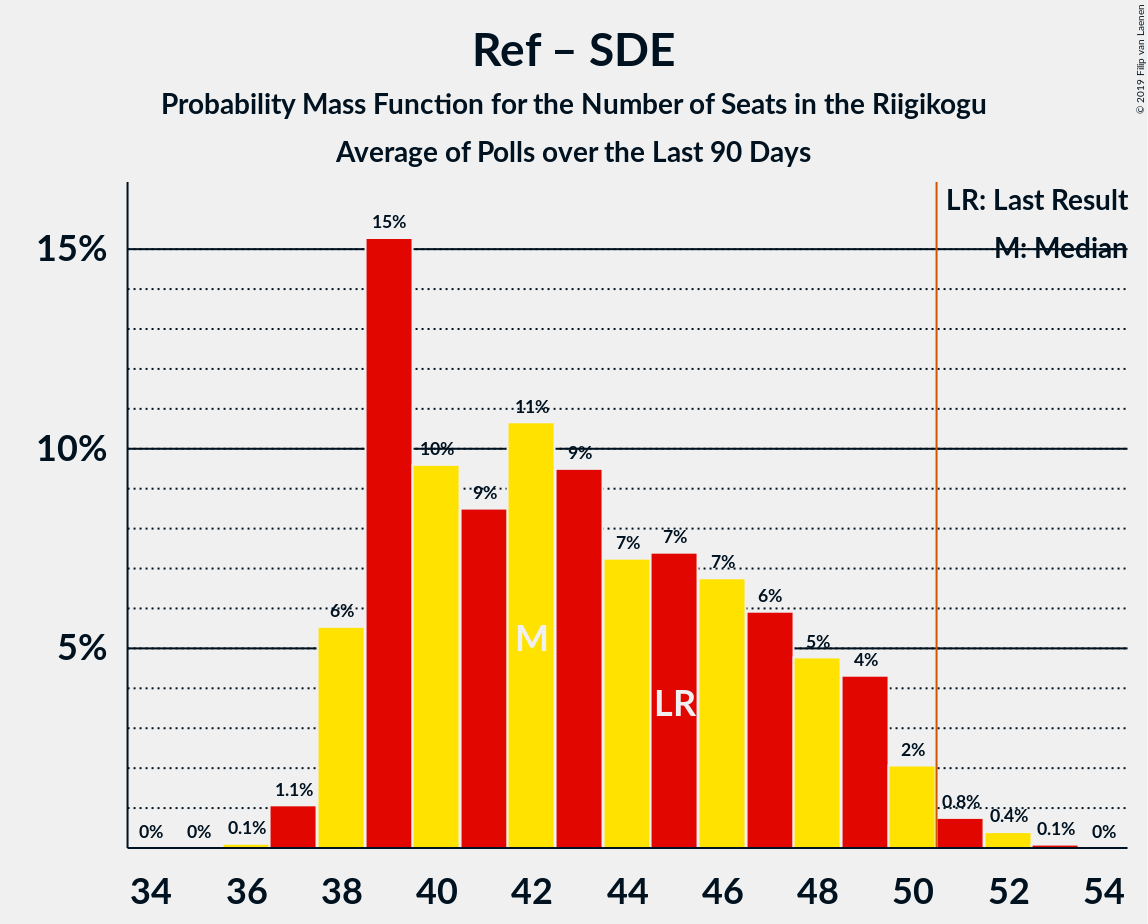 Ref – SDE
Probability Mass Function for the Number of Seats in the Riigikogu
Average of Polls over the Last 90 Days
© 2019 Filip van Laenen
LR: Last Result
M: Median
15%
10%
5%
0%
0%
0.1%
1.1%
6%
15%
10%
9%
11%
9%
7%
7%
7%
6%
5%
4%
2%
0.8%
0.4%
0.1%
0%
M
LR
34 36 38 40 42 44 46 48 50 52 54